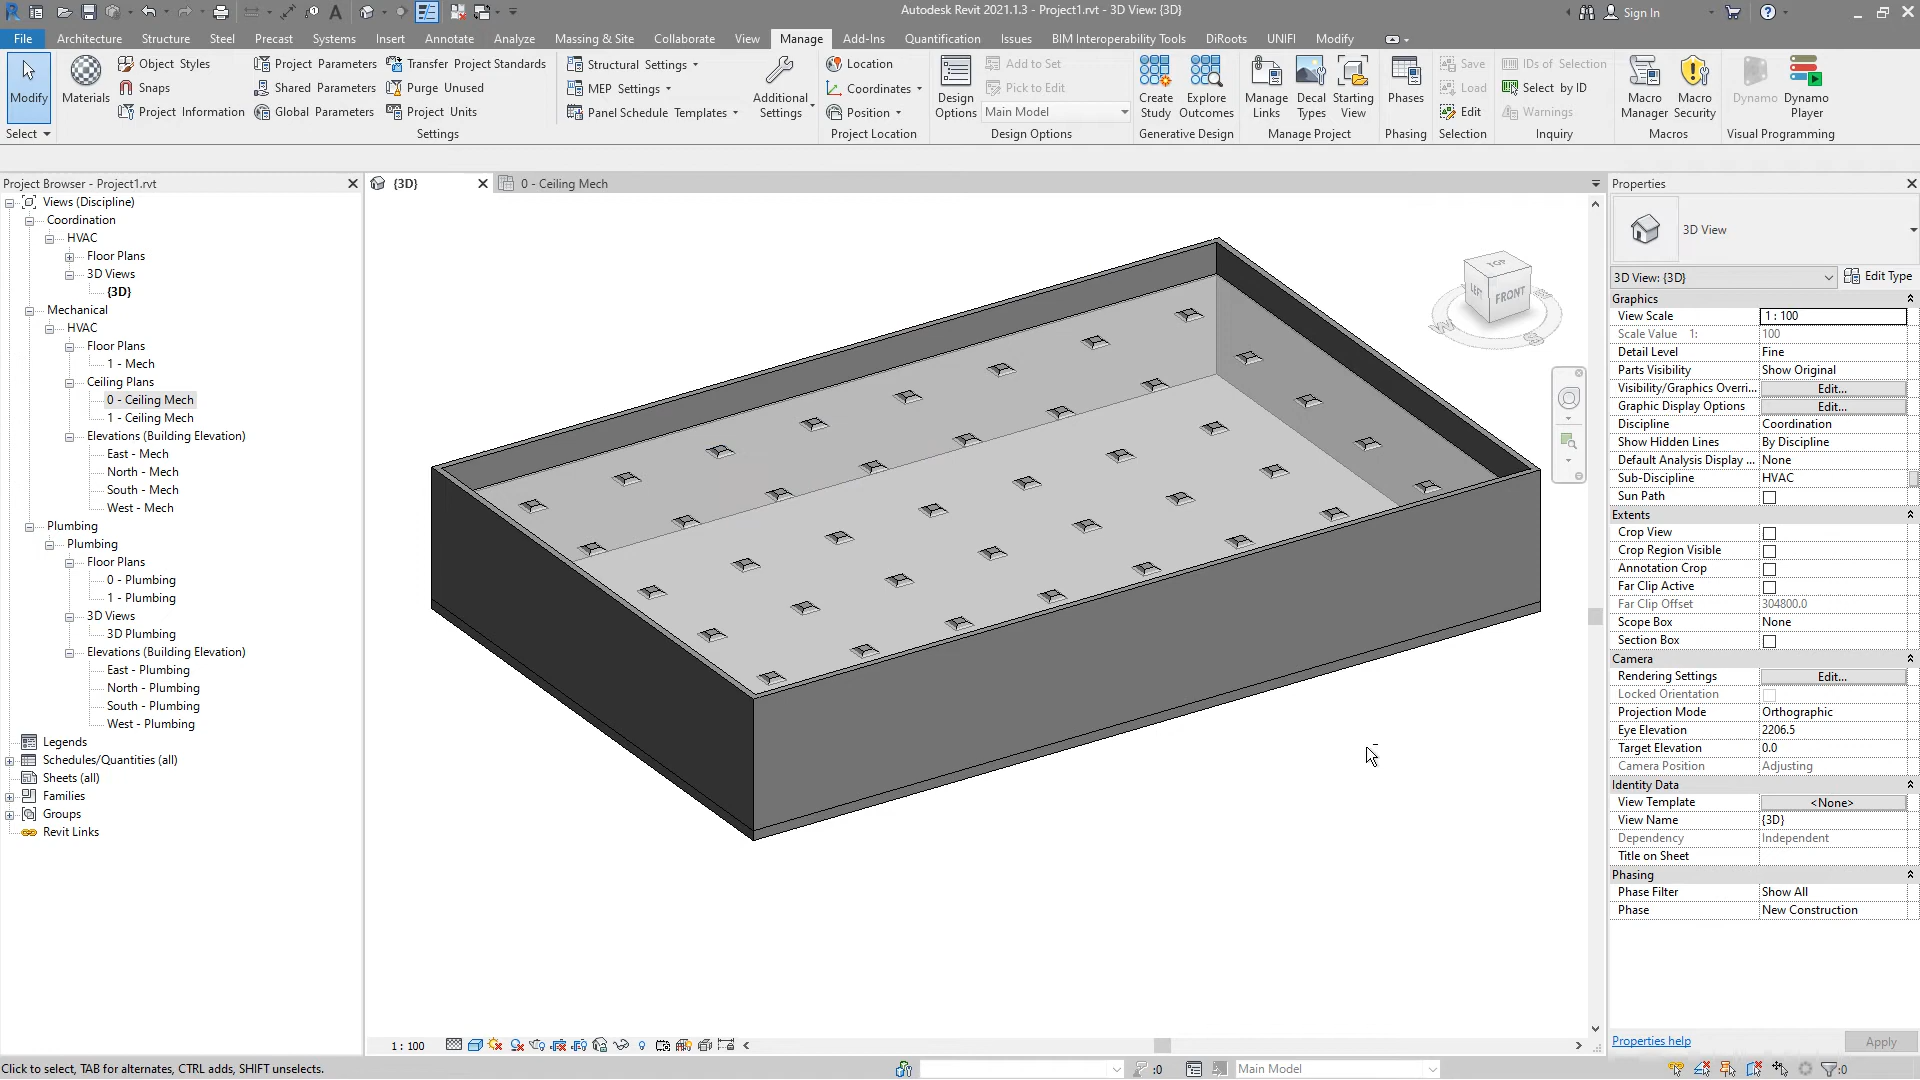 Autodesk Revit 2021.1.3 - Project1.rvt - 3D View: {3D}
Sign In
File Architecture Structure Steel Precast Systems Insert Annotate Analyze Massing & Site Collaborate View Manage Add-Ins Quantification Issues BIM Interoperability Tools DiRoots UNIFI Modify
Modify
Select
Materials
Object Styles
Snaps
Project Information
Project Parameters
Shared Parameters
Global Parameters
Transfer Project Standards
Purge Unused
Project Units
Settings
Structural Settings
MEP Settings
Panel Schedule Templates
Additional
Settings
Location
Coordinates
Position
Project Location
Design
Options
Add to Set
Pick to Edit
Main Model
Design Options
Create
Study
Explore
Outcomes
Generative Design
Manage
Links
Decal
Types
Starting
View
Manage Project
Phases
Phasing
Save
Load
Edit
Selection
IDs of Selection
Select by ID
Warnings
Inquiry
Macro
Manager
Macro
Security
Macros
Dynamo
Dynamo
Player
Visual Programming
Project Browser - Project1.rvt
Views (Discipline)
Coordination
HVAC
Floor Plans
3D Views
{3D}
Mechanical
HVAC
Floor Plans
1 - Mech
Ceiling Plans
0 - Ceiling Mech
1 - Ceiling Mech
Elevations (Building Elevation)
East - Mech
North - Mech
South - Mech
West - Mech
Plumbing
Plumbing
Floor Plans
0 - Plumbing
1 - Plumbing
3D Views
3D Plumbing
Elevations (Building Elevation)
East - Plumbing
North - Plumbing
South - Plumbing
West - Plumbing
Legends
Schedules/Quantities (all)
Sheets (all)
Families
Groups
Revit Links
{3D}
0 - Ceiling Mech
TOP
LEFT
FRONT
W
S
1 : 100
Properties
3D View
3D View: {3D}
Edit Type
Graphics
View Scale 1 : 100
Scale Value 1: 100
Detail Level Fine
Parts Visibility Show Original
Visibility/Graphics Overri... Edit...
Graphic Display Options Edit...
Discipline Coordination
Show Hidden Lines By Discipline
Default Analysis Display ... None
Sub-Discipline HVAC
Sun Path
Extents
Crop View
Crop Region Visible
Annotation Crop
Far Clip Active
Far Clip Offset 304800.0
Scope Box None
Section Box
Camera
Rendering Settings Edit...
Locked Orientation
Projection Mode Orthographic
Eye Elevation 2206.5
Target Elevation 0.0
Camera Position Adjusting
Identity Data
View Template <None>
View Name {3D}
Dependency Independent
Title on Sheet
Phasing
Phase Filter Show All
Phase New Construction
Properties help
Apply
Click to select, TAB for alternates, CTRL adds, SHIFT unselects.
:0
Main Model
:0